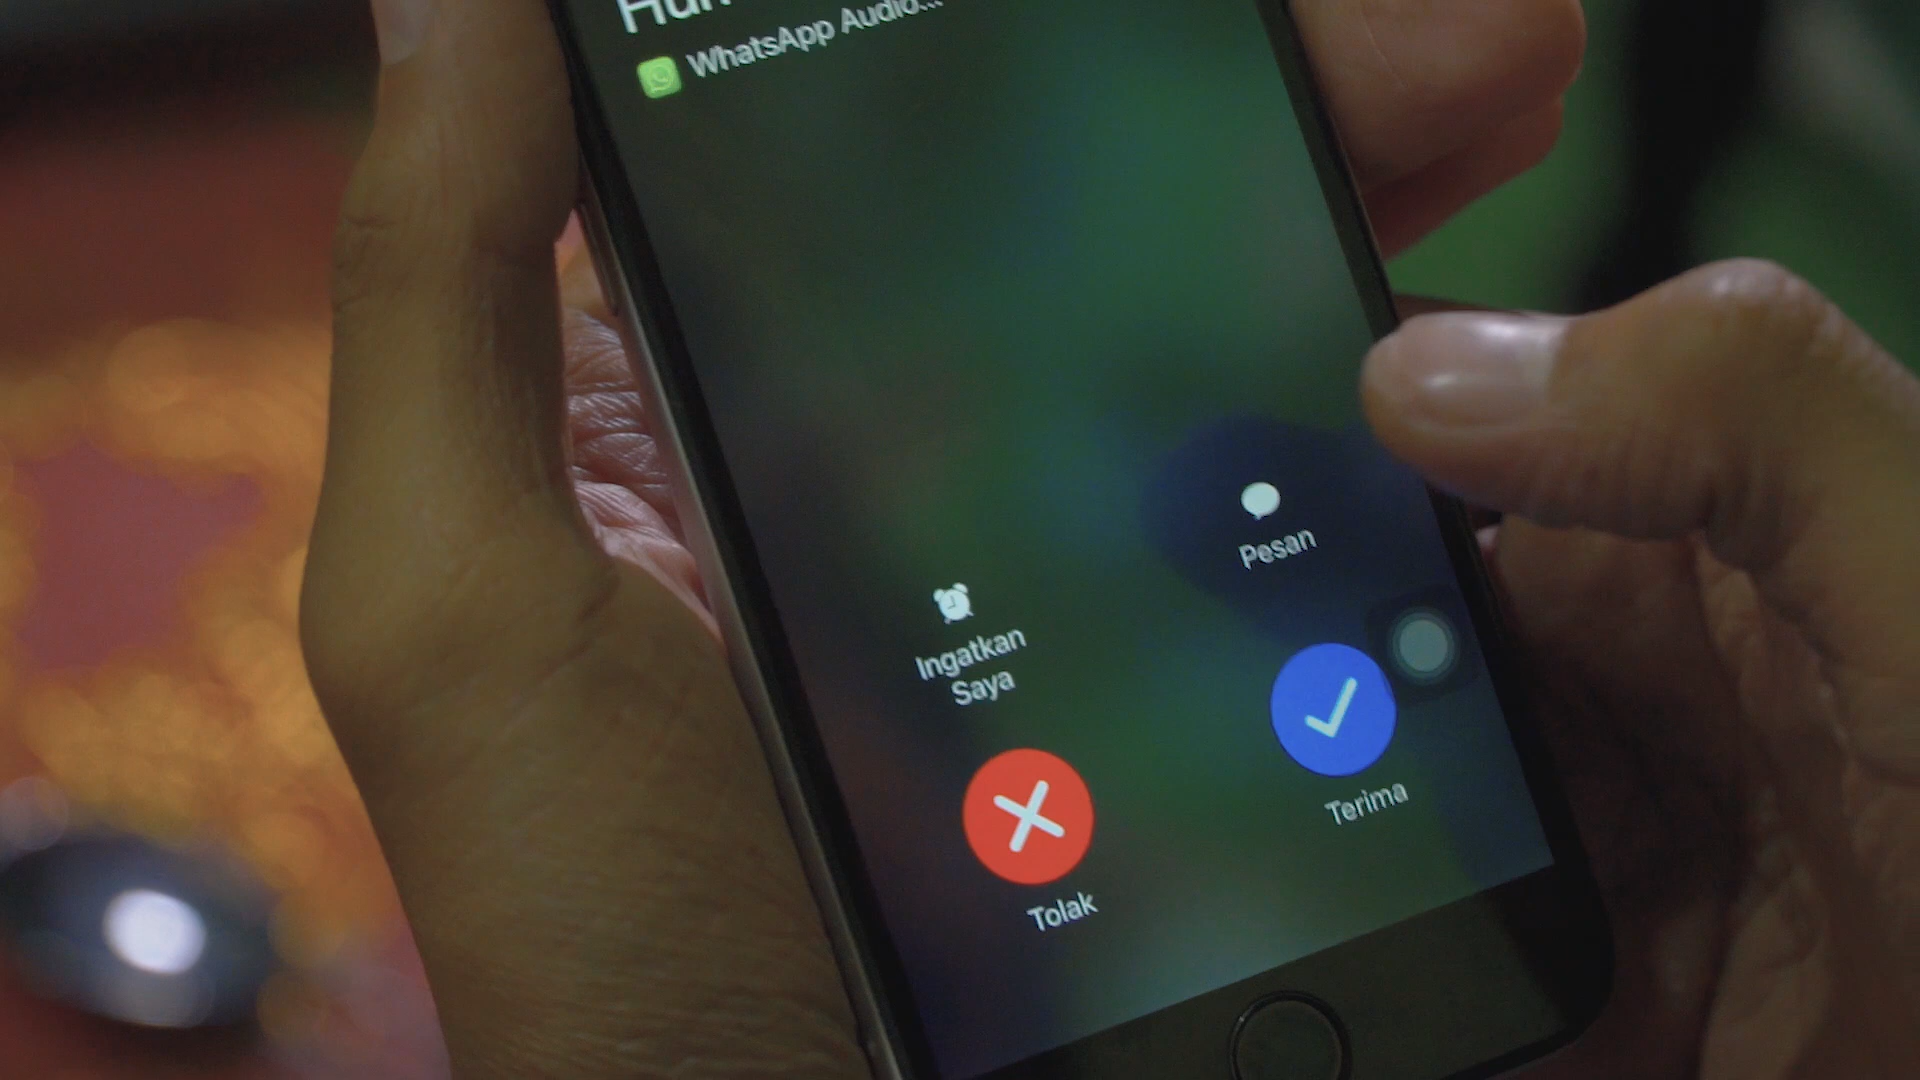 WhatsApp Audio...
Pesan
Ingatkan
Saya
Terima
Tolak